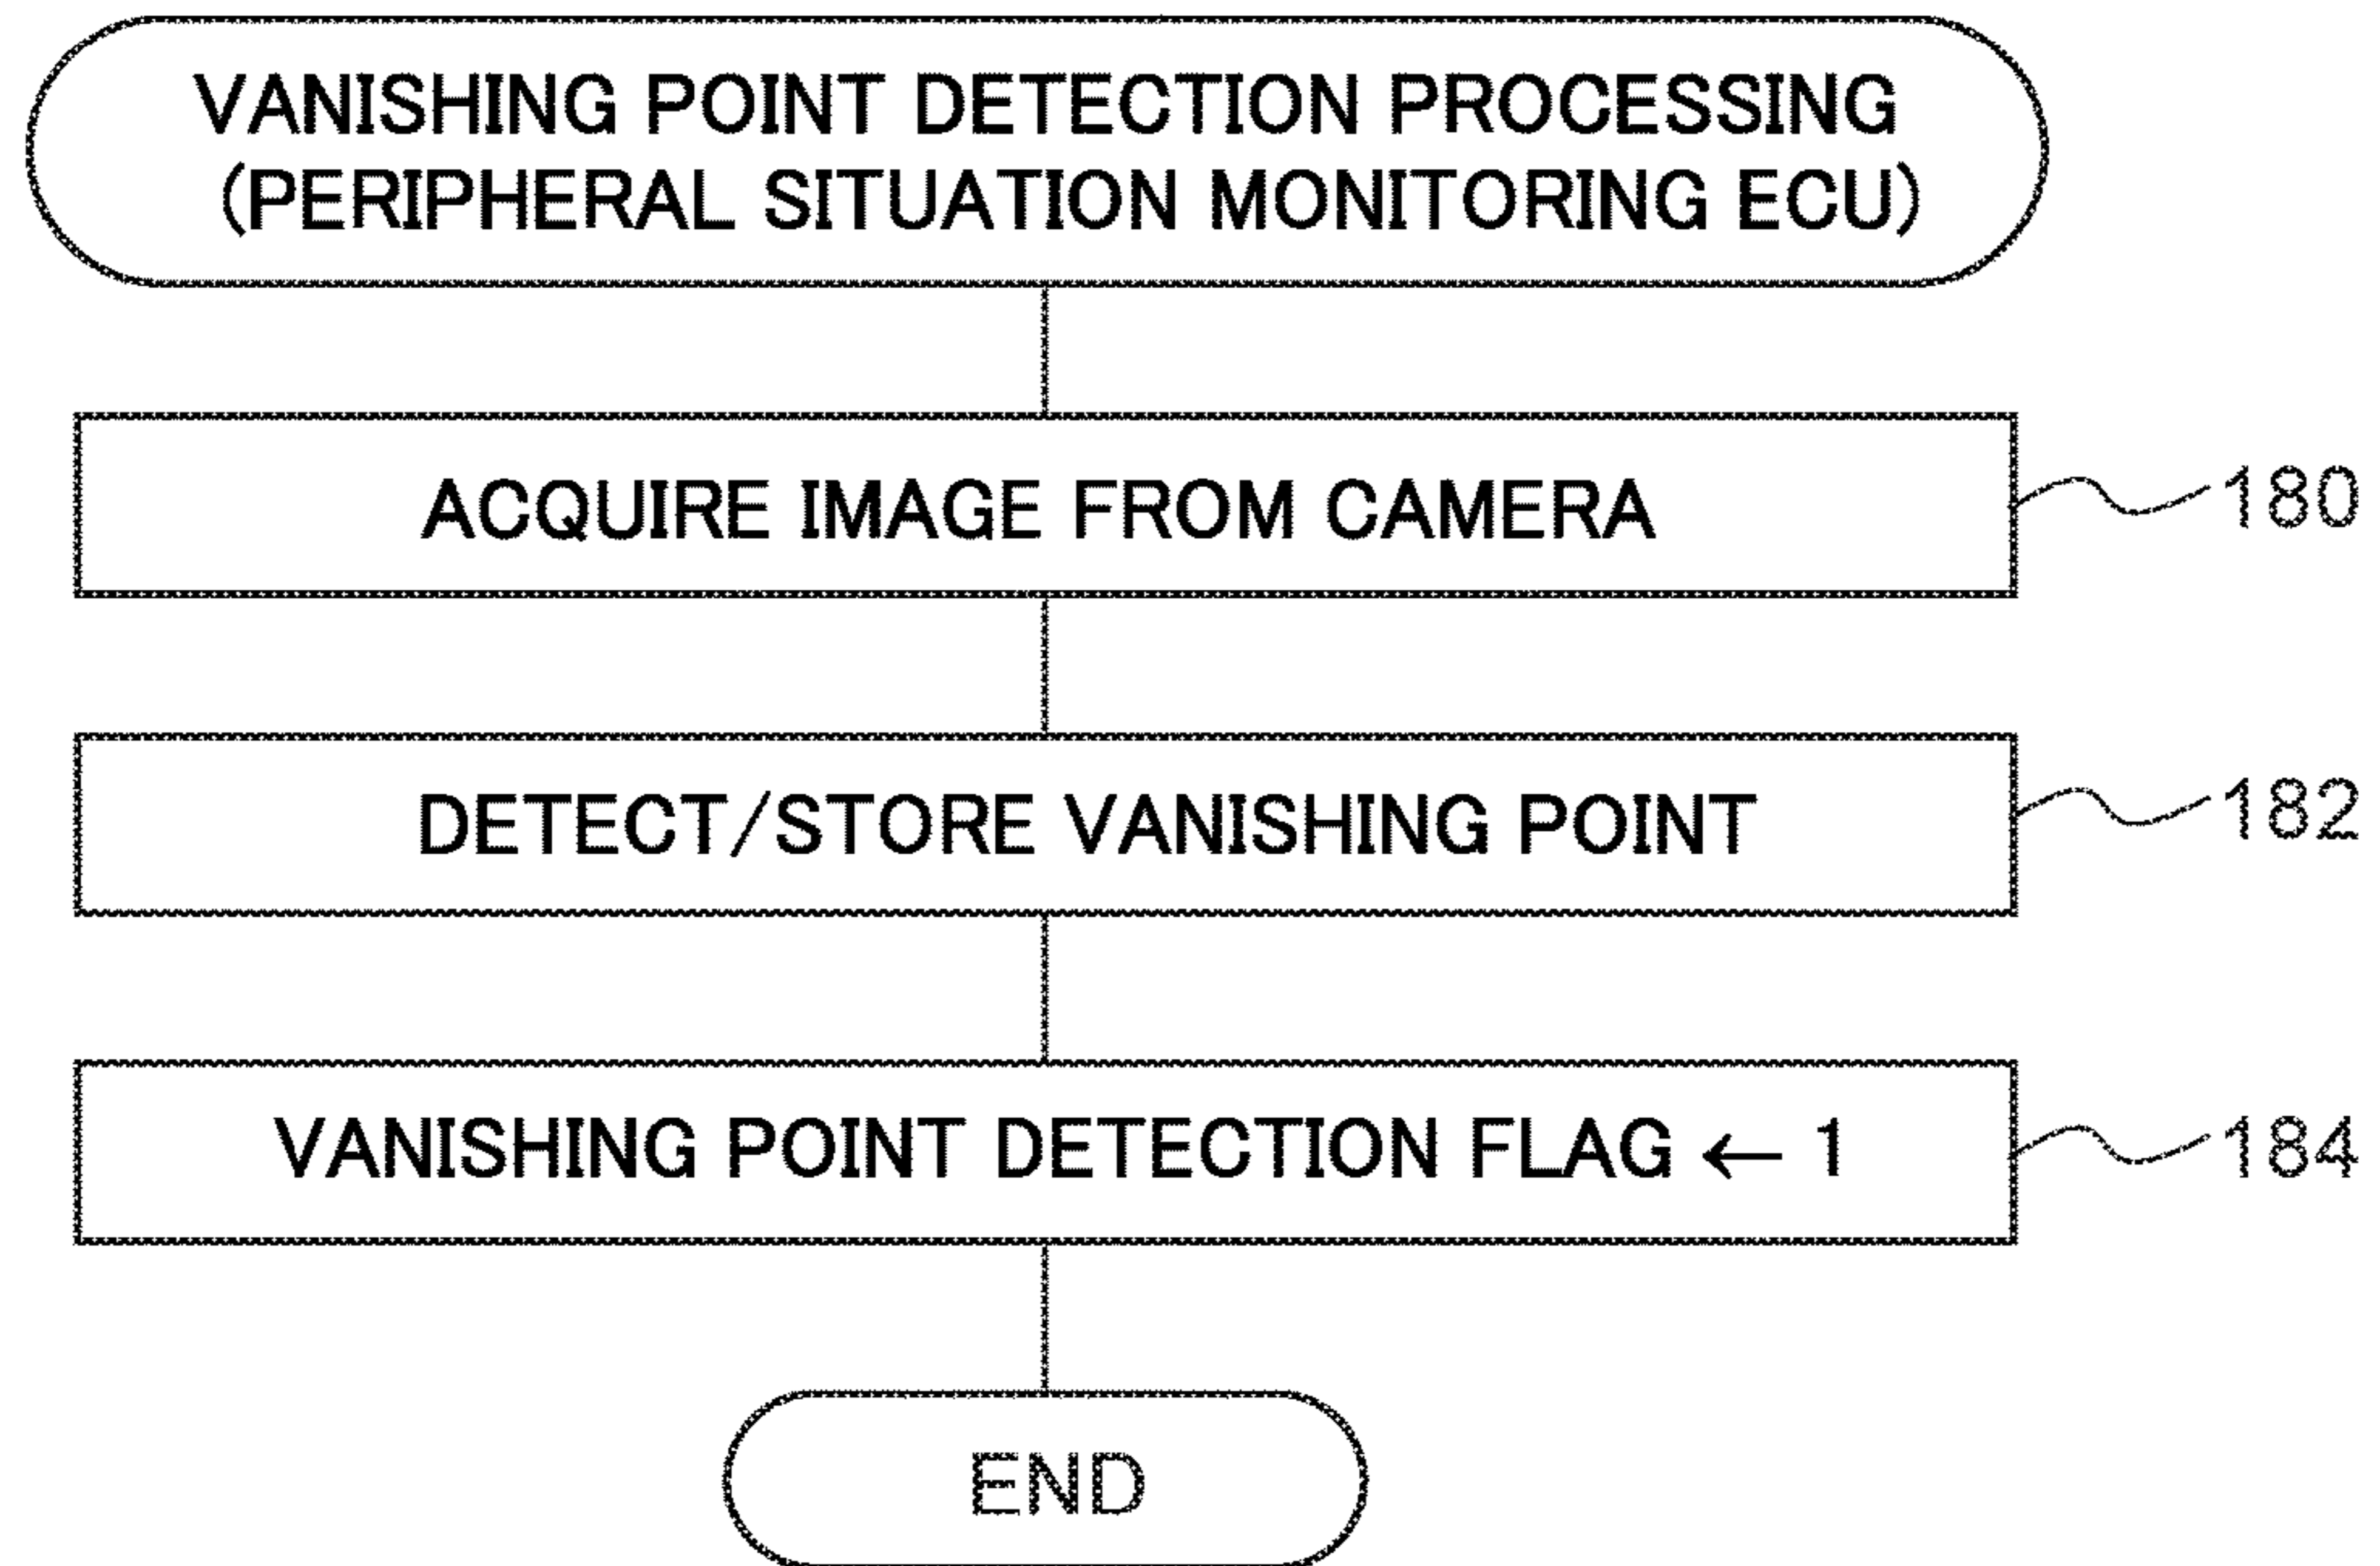 VANISHING POINT DETECTION PROCESSING
(PERIPHERAL SITUATION MONITORING ECU)
ACQUIRE IMAGE FROM CAMERA
180
DETECT/STORE VANISHING POINT
182
VANISHING POINT DETECTION FLAG ← 1
184
END